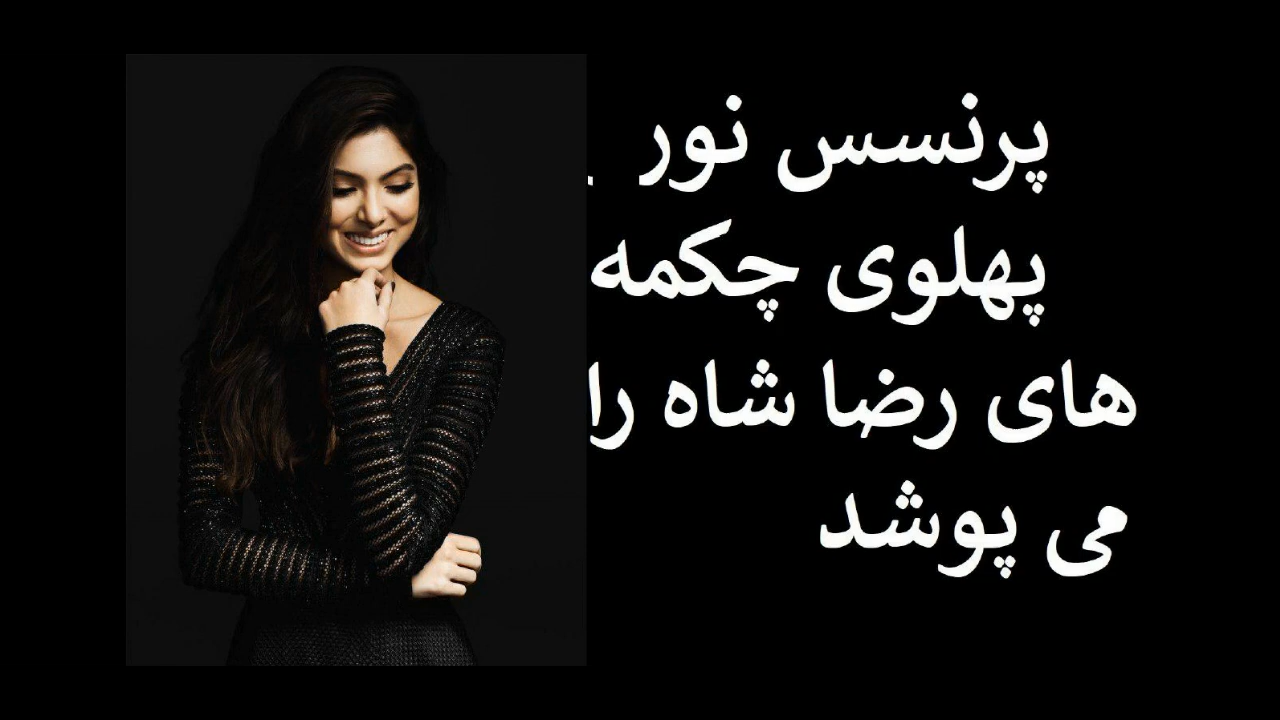 پرنسس نور
پهلوی چکمه
های رضا شاه را
می پوشد